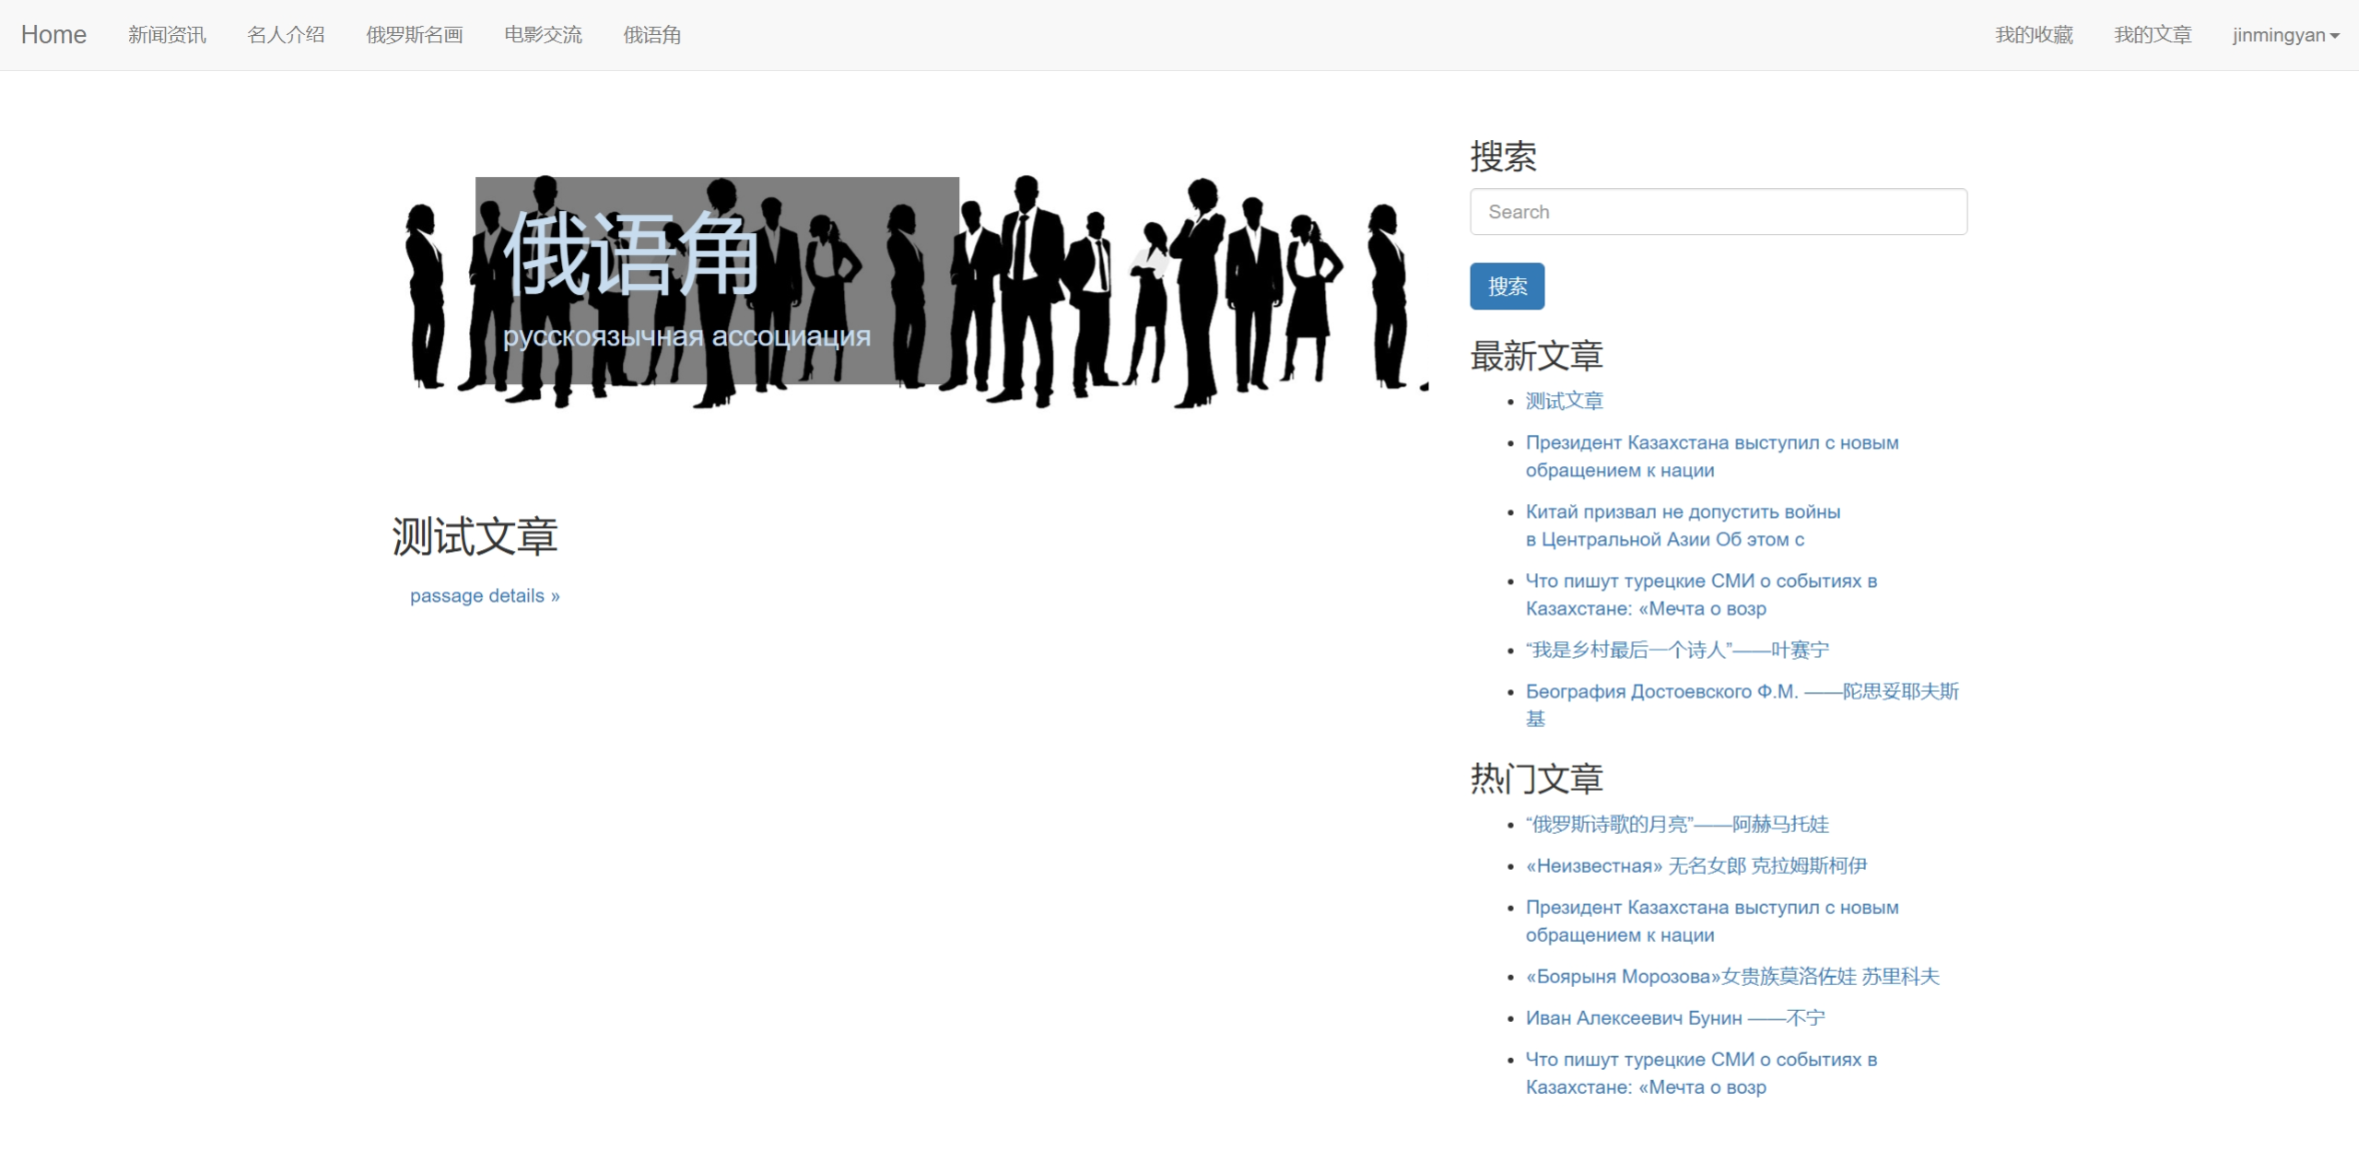 Home 新闻资讯 名人介绍 俄罗斯名画 电影交流 俄语角 我的收藏 我的文章 jinmingyan
俄语角
русскоязычная ассоциация
测试文章
passage details »
搜索
Search
搜索
最新文章
测试文章
Президент Казахстана выступил с новым
обращением к нации
Китай призвал не допустить войны
в Центральной Азии Об этом с
Что пишут турецкие СМИ о событиях в
Казахстане: «Мечта о возр
“我是乡村最后一个诗人”——叶赛宁
Беография Достоевского Ф.М. ——陀思妥耶夫斯
基
热门文章
“俄罗斯诗歌的月亮”——阿赫马托娃
«Неизвестная» 无名女郎 克拉姆斯柯伊
Президент Казахстана выступил с новым
обращением к нации
«Боярыня Морозова»女贵族莫洛佐娃 苏里科夫
Иван Алексеевич Бунин ——不宁
Что пишут турецкие СМИ о событиях в
Казахстане: «Мечта о возр